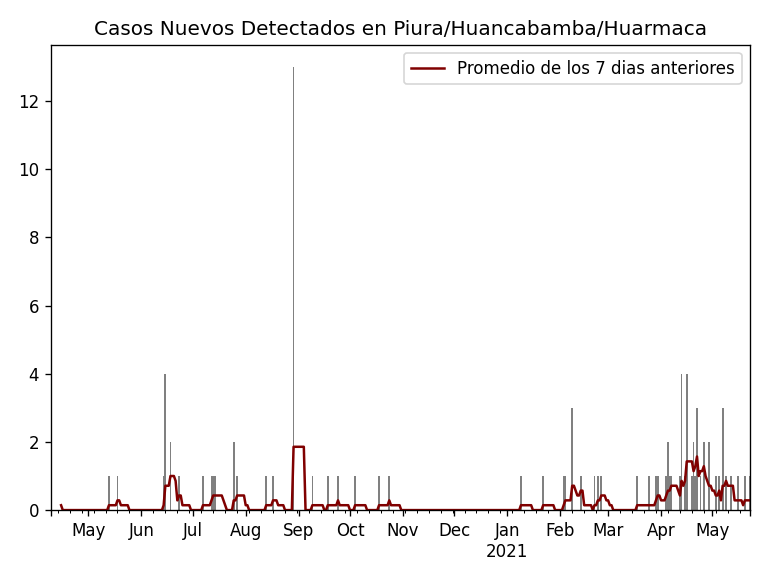 Casos Nuevos Detectados en Piura/Huancabamba/Huarmaca
Promedio de los 7 dias anteriores
12
10
8
6
4
2
0
May Jun Jul Aug Sep Oct Nov Dec Jan Feb Mar Apr May
2021